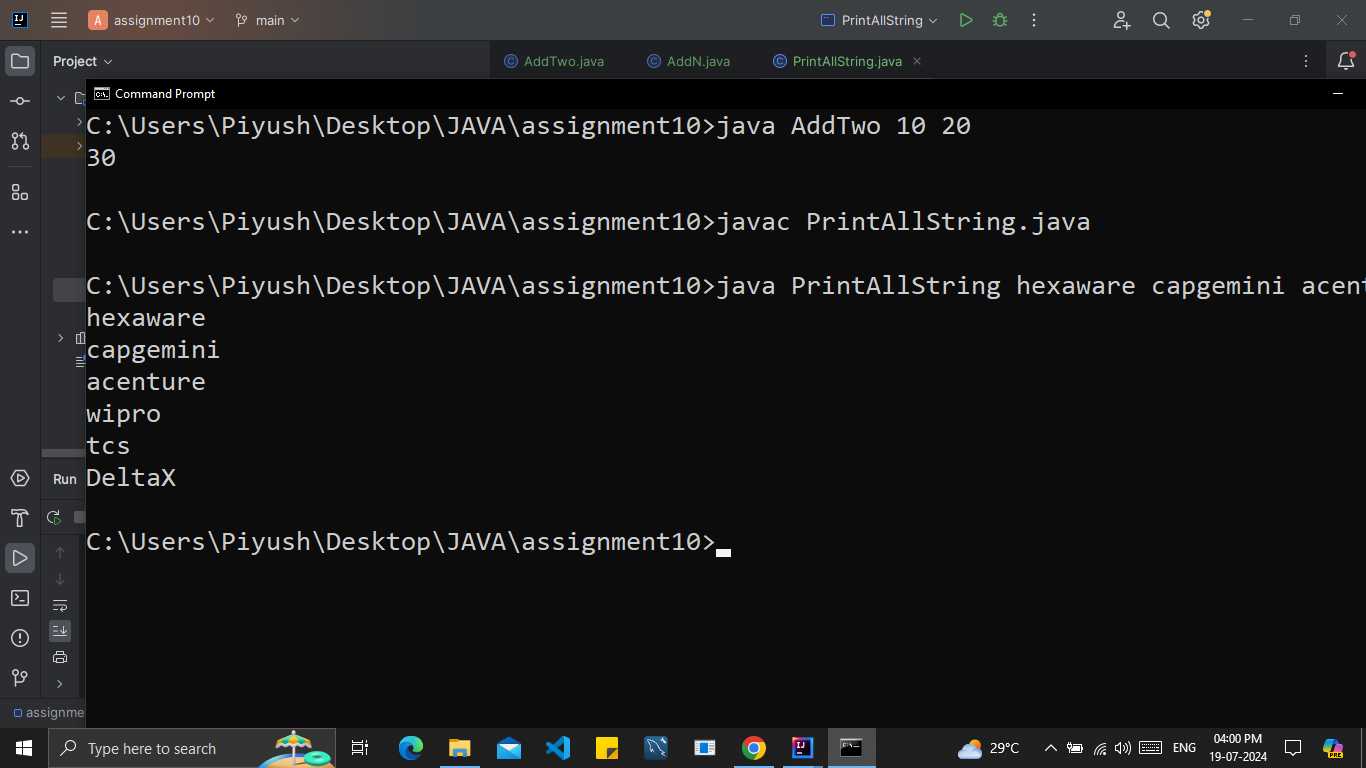 A assignment10 main PrintAllString
Project AddTwo.java AddN.java PrintAllString.java
Command Prompt
C:\Users\Piyush\Desktop\JAVA\assignment10>java AddTwo 10 20
30
C:\Users\Piyush\Desktop\JAVA\assignment10>javac PrintAllString.java
C:\Users\Piyush\Desktop\JAVA\assignment10>java PrintAllString hexaware capgemini acent
hexaware
capgemini
acenture
wipro
tcs
DeltaX
Run
C:\Users\Piyush\Desktop\JAVA\assignment10>
assignme
Type here to search 29°C ENG 04:00 PM
19-07-2024